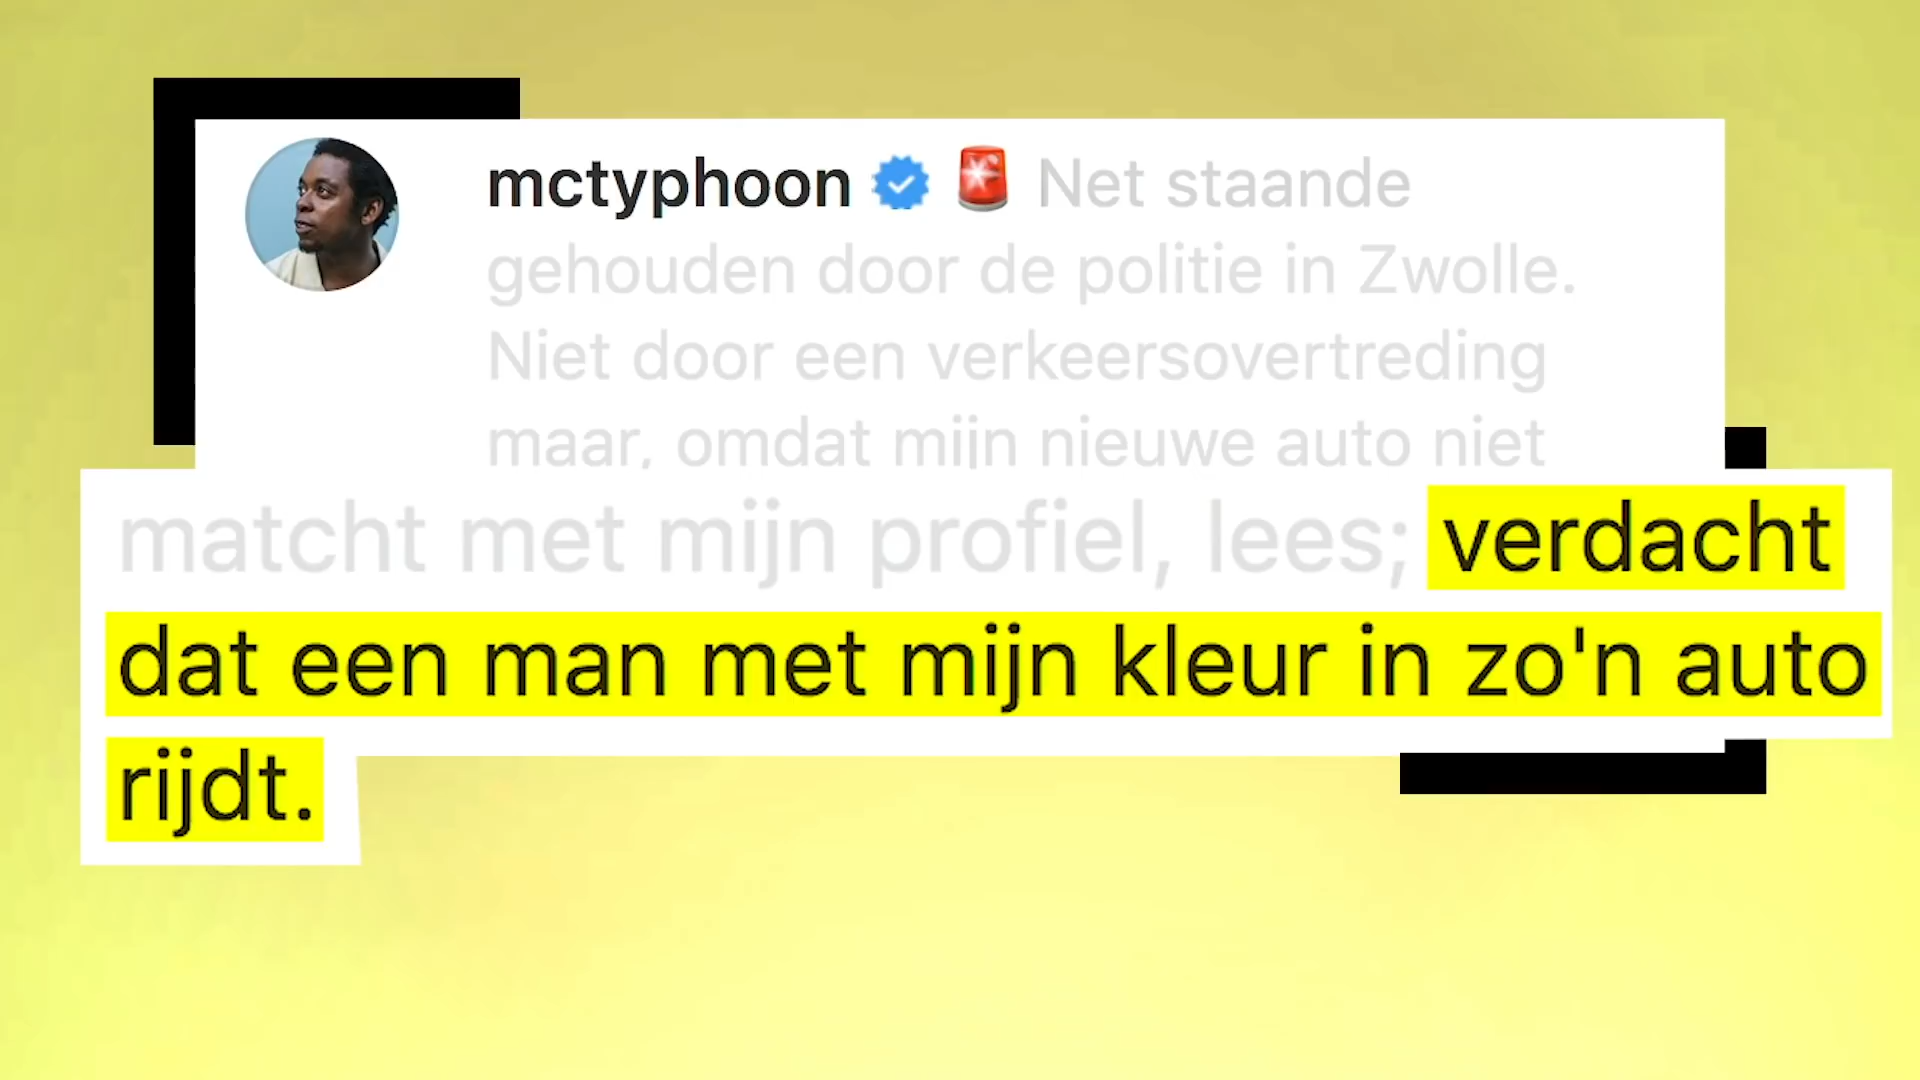 mctyphoon Net staande
gehouden door de politie in Zwolle.
Niet door een verkeersovertreding
maar, omdat mijn nieuwe auto niet
matcht met mijn profiel, lees; verdacht
dat een man met mijn kleur in zo'n auto
rijdt.